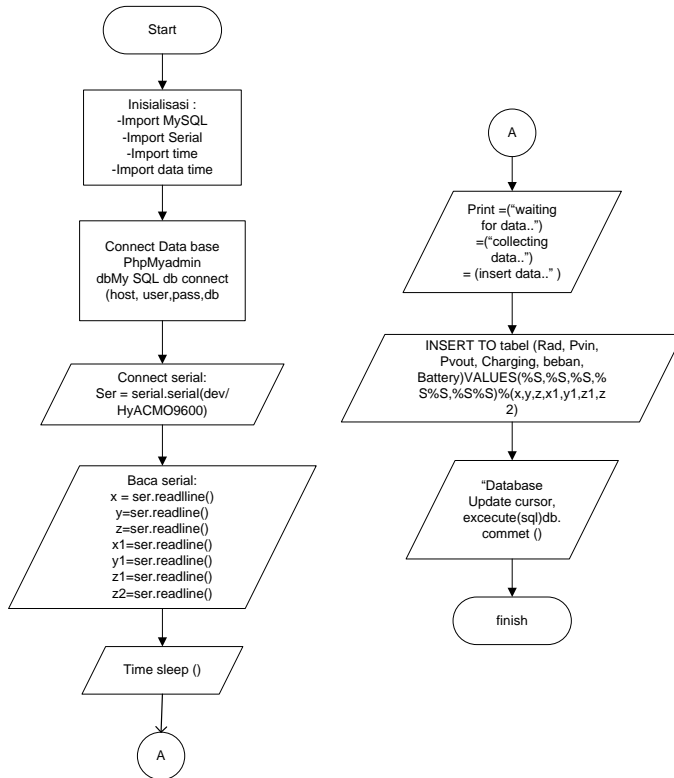 Start
Inisialisasi :
-Import MySQL
-Import Serial
-Import time
-Import data time
Connect Data base
PhpMyadmin
dbMy SQL db connect
(host, user,pass,db
Connect serial:
Ser = serial.serial(dev/
HyACMO9600)
Baca serial:
x = ser.readlline()
y=ser.readline()
z=ser.readline()
x1=ser.readline()
y1=ser.readline()
z1=ser.readline()
z2=ser.readline()
Time sleep ()
A
A
Print =(“waiting
for data..”)
=(“collecting
data..”)
= (insert data..” )
INSERT TO tabel (Rad, Pvin,
Pvout, Charging, beban,
Battery)VALUES(%S,%S,%S,%
S%S,%S%S)%(x,y,z,x1,y1,z1,z
2)
“Database
Update cursor,
excecute(sql)db.
commet ()
finish